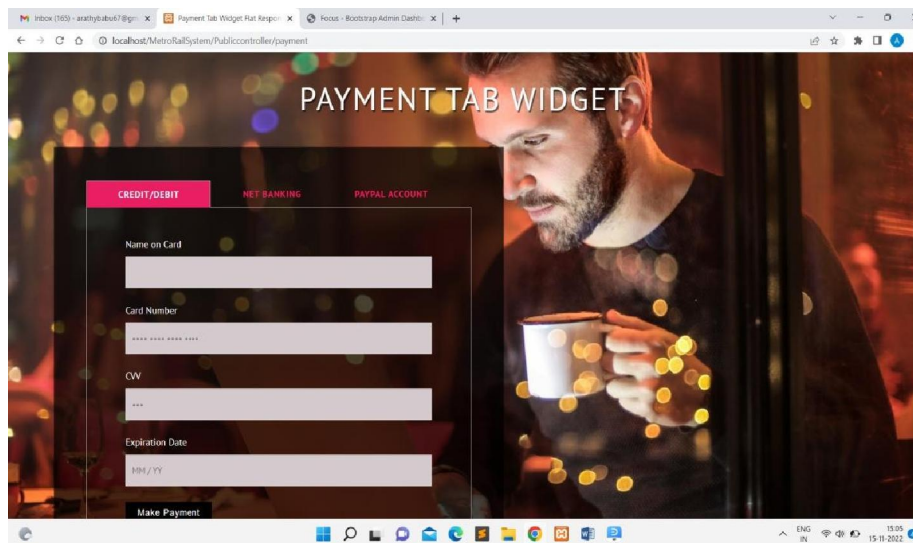 Inbox (165) - arathybabu67@gm
Payment Tab Widget Flat Respon
Focus - Bootstrap Admin Dashb
localhost/MetroRailSystem/Publiccontroller/payment
PAYMENT TAB WIDGET
CREDIT/DEBIT NET BANKING PAYPAL ACCOUNT
Name on Card
Card Number
CVV
Expiration Date
MM / YY
Make Payment
ENG
IN
15:05
15-11-2022